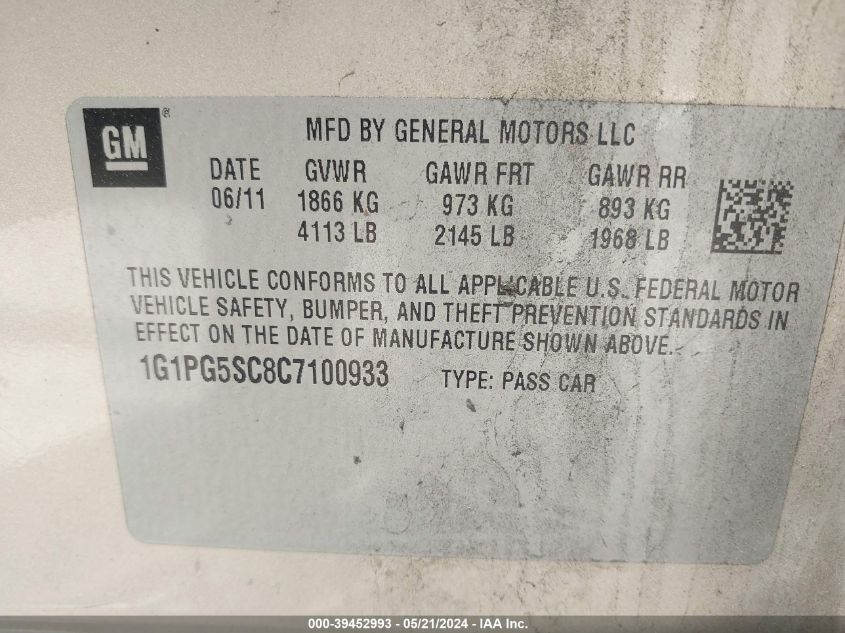 GM®
MFD BY GENERAL MOTORS LLC
DATE GVWR GAWR FRT GAWR RR
06/11 1866 KG 973 KG 893 KG
4113 LB 2145 LB 1968 LB
THIS VEHICLE CONFORMS TO ALL APPLICABLE U.S. FEDERAL MOTOR
VEHICLE SAFETY, BUMPER, AND THEFT PREVENTION STANDARDS IN
EFFECT ON THE DATE OF MANUFACTURE SHOWN ABOVE.
1G1PG5SC8C7100933 TYPE: PASS CAR
000-39452993 / 05/21/2024 - IAA Inc.